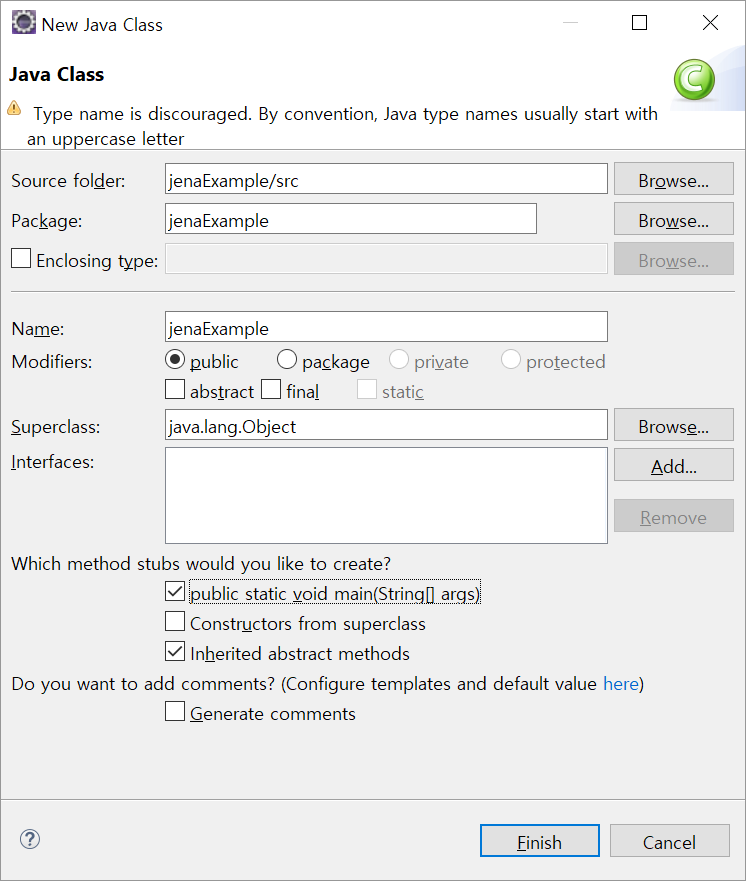 New Java Class
Java Class
Type name is discouraged. By convention, Java type names usually start with
an uppercase letter
Source folder: jenaExample/src Browse...
Package: jenaExample Browse...
Enclosing type: Browse...
Name: jenaExample
Modifiers: public package private protected
abstract final static
Superclass: java.lang.Object Browse...
Interfaces: Add...
Remove
Which method stubs would you like to create?
public static void main(String[] args)
Constructors from superclass
Inherited abstract methods
Do you want to add comments? (Configure templates and default value here)
Generate comments
? Finish Cancel